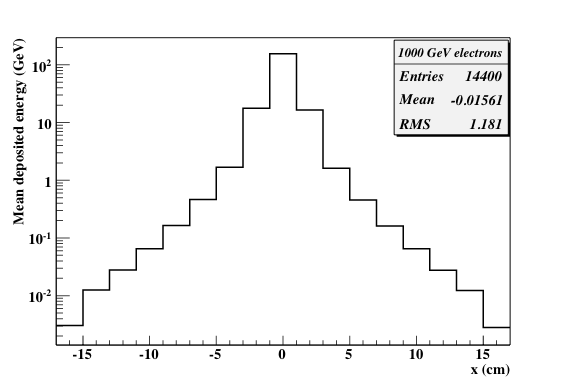 1000 GeV electrons
Entries 14400
Mean -0.01561
RMS 1.181
Mean deposited energy (GeV)
10²
10
1
10⁻¹
10⁻²
-15 -10 -5 0 5 10 15
x (cm)